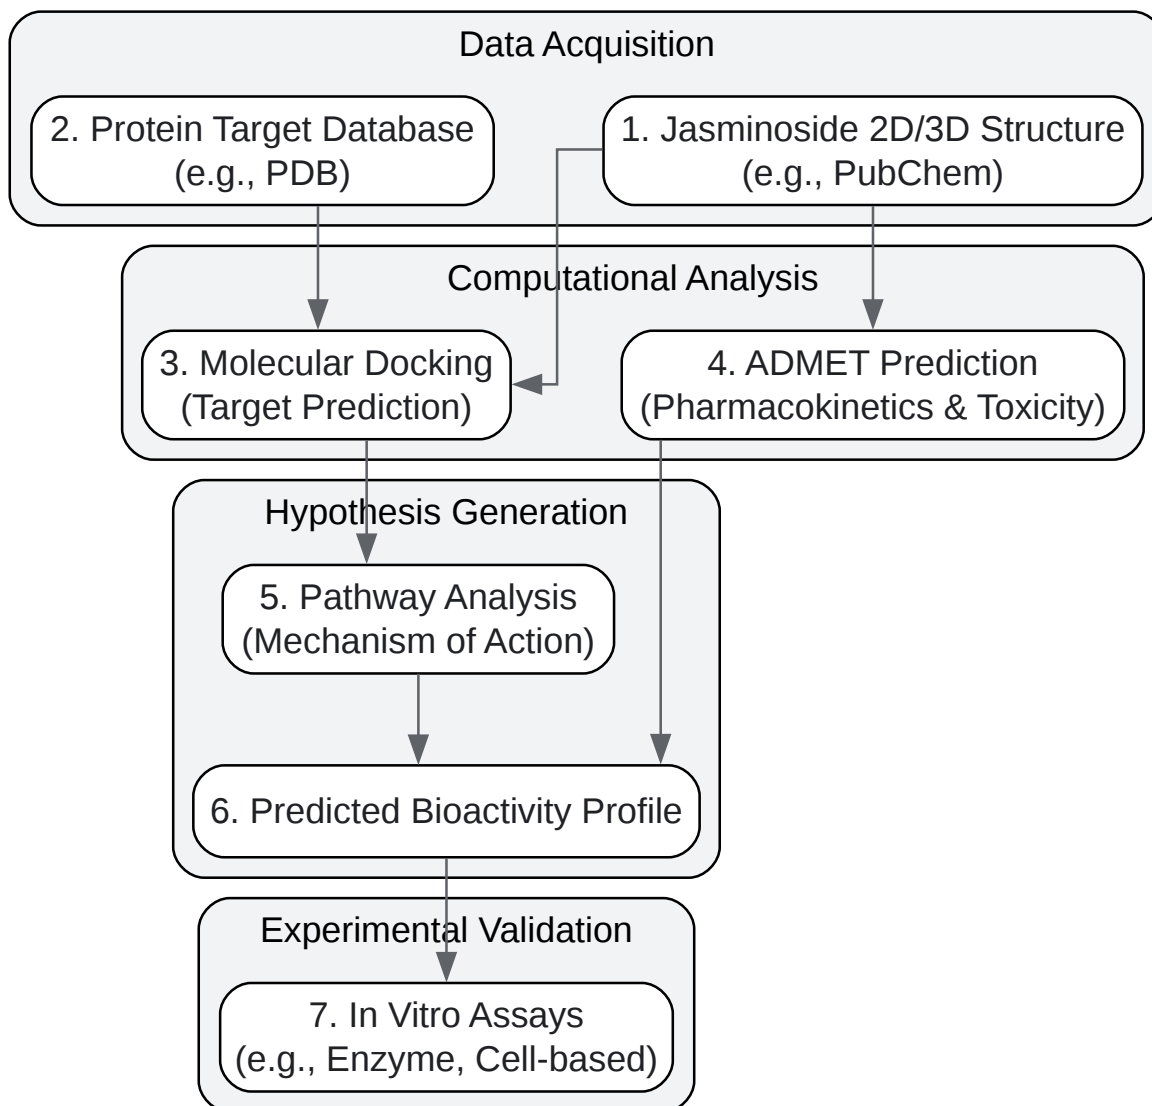 Data Acquisition
2. Protein Target Database
(e.g., PDB)
1. Jasminoside 2D/3D Structure
(e.g., PubChem)
Computational Analysis
3. Molecular Docking
(Target Prediction)
4. ADMET Prediction
(Pharmacokinetics & Toxicity)
Hypothesis Generation
5. Pathway Analysis
(Mechanism of Action)
6. Predicted Bioactivity Profile
Experimental Validation
7. In Vitro Assays
(e.g., Enzyme, Cell-based)